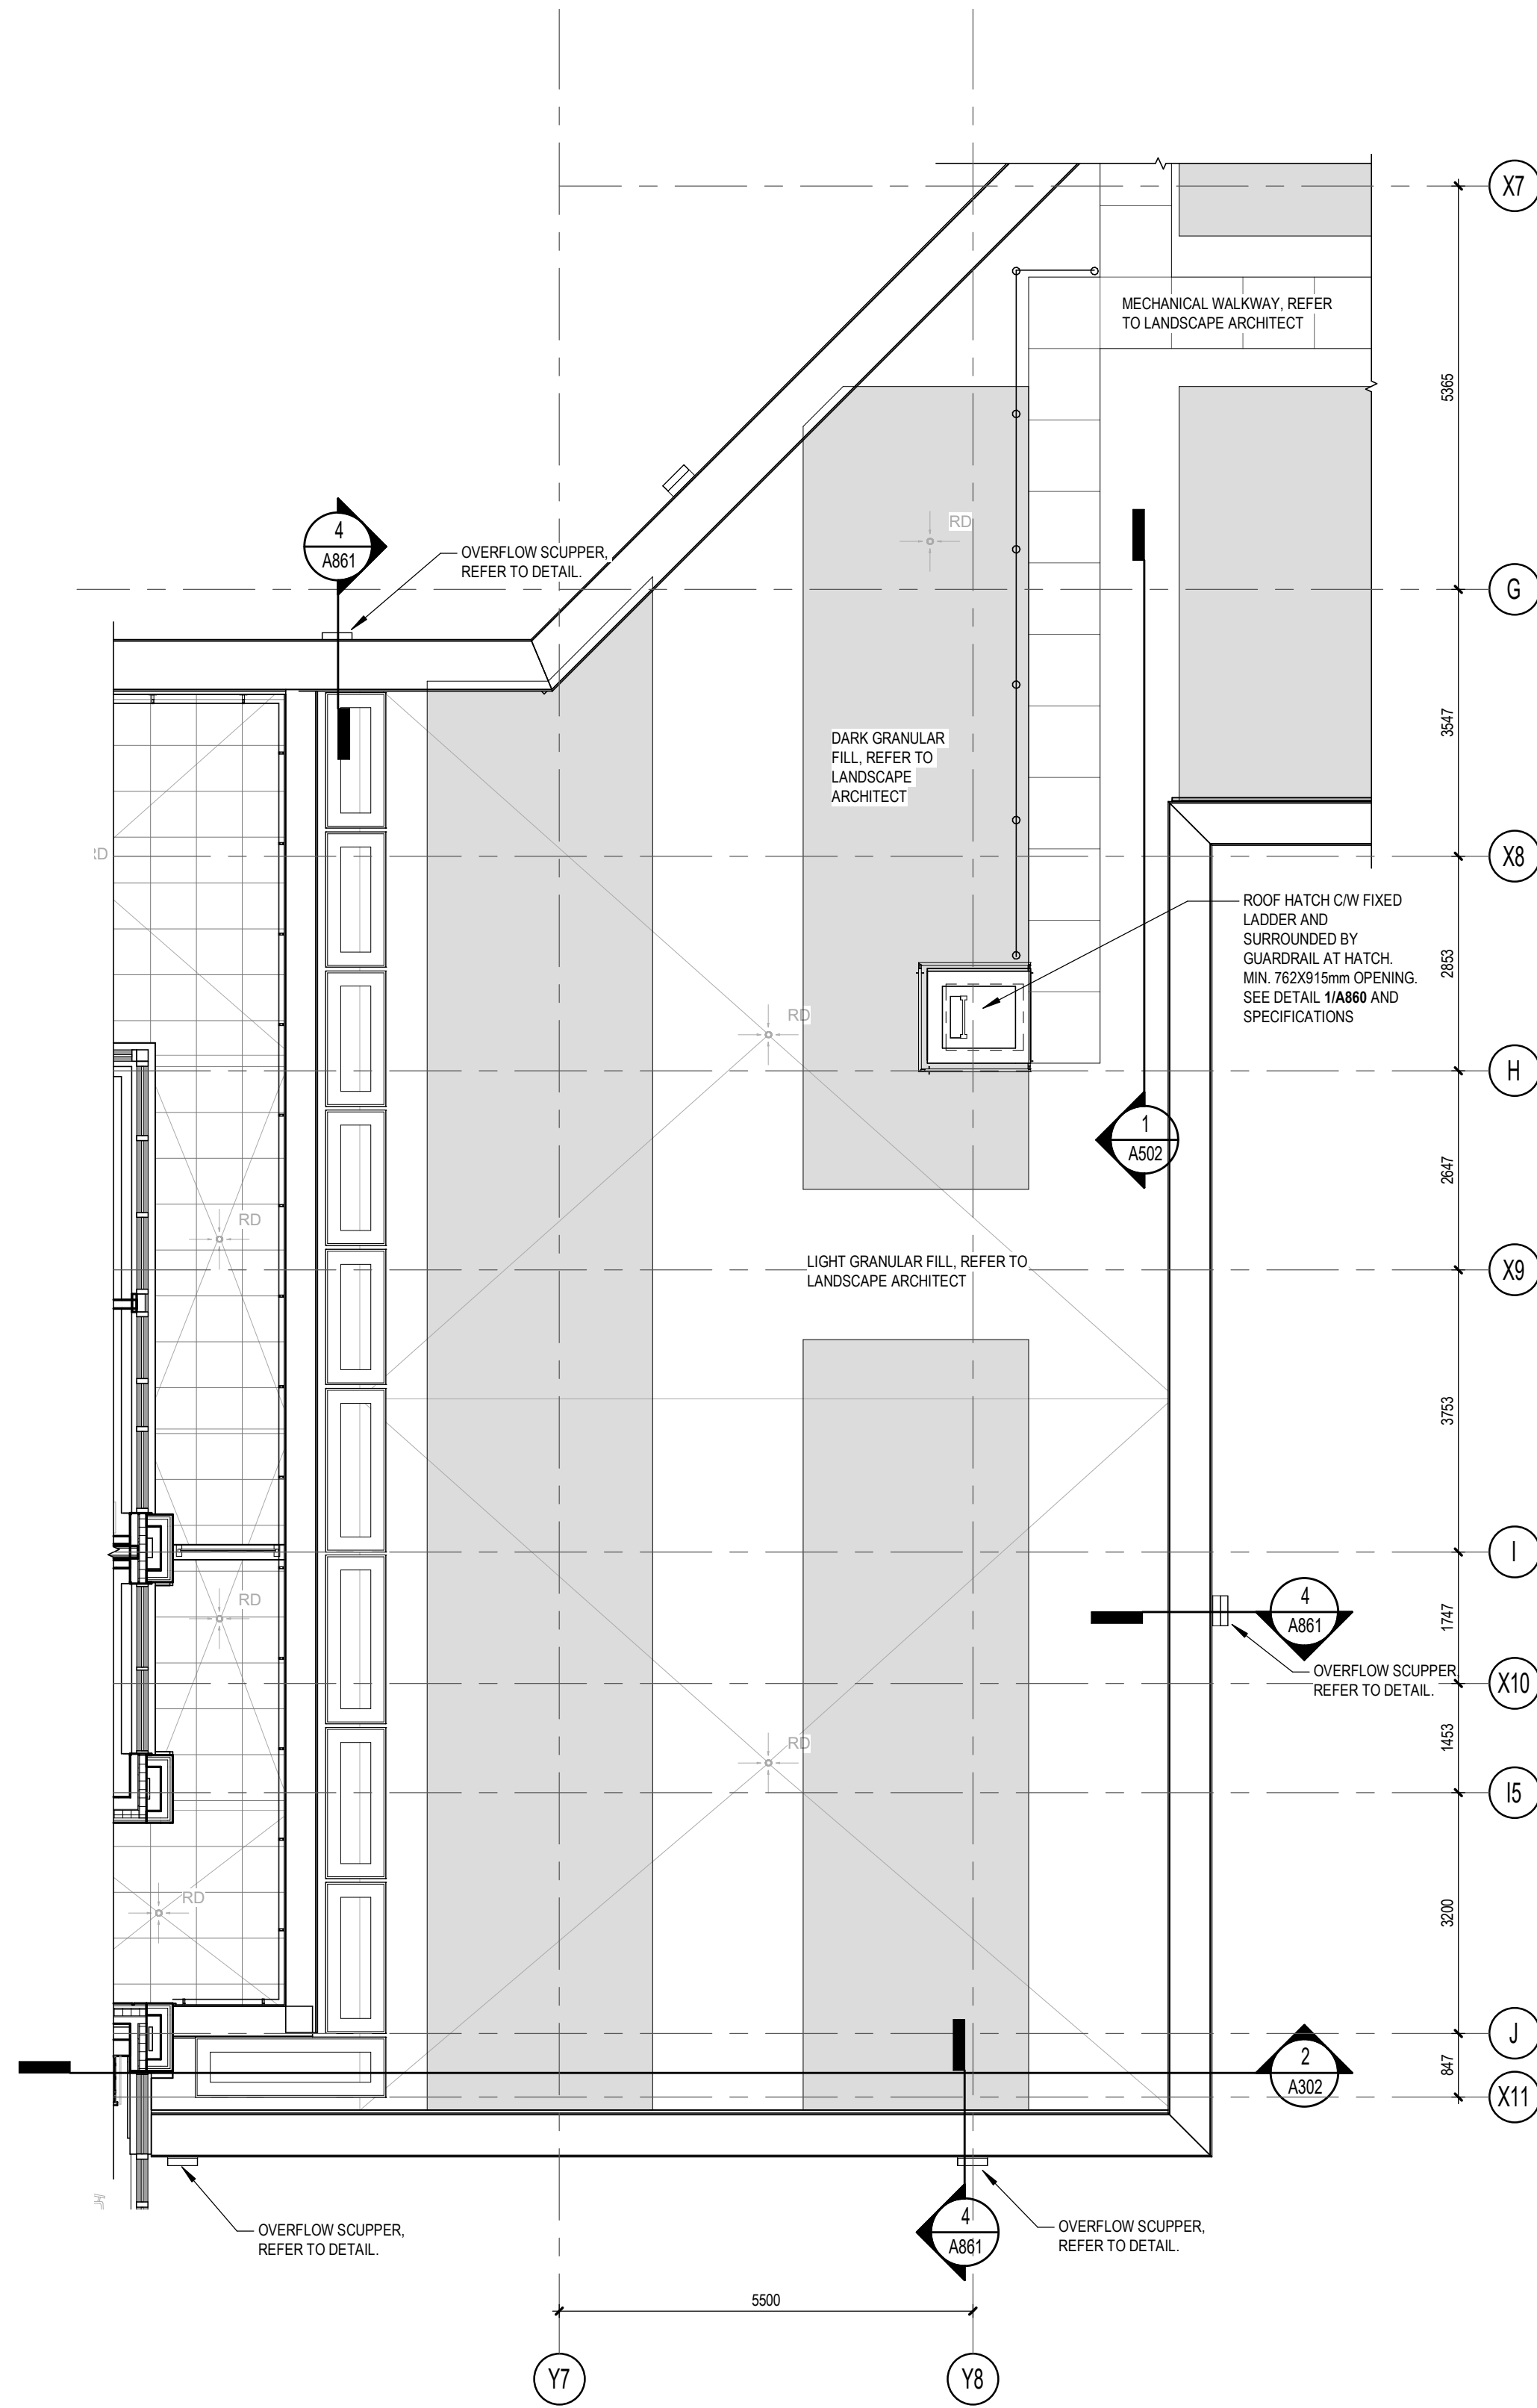 X7
MECHANICAL WALKWAY, REFER
TO LANDSCAPE ARCHITECT
5365
RD
4
A861
OVERFLOW SCUPPER,
REFER TO DETAIL.
G
3547
DARK GRANULAR
FILL, REFER TO
LANDSCAPE
ARCHITECT
RD
X8
ROOF HATCH C/W FIXED
LADDER AND
SURROUNDED BY
GUARDRAIL AT HATCH.
MIN. 762X915mm OPENING.
SEE DETAIL 1/A860 AND
SPECIFICATIONS
2853
RD
H
1
A502
2647
RD
LIGHT GRANULAR FILL, REFER TO
LANDSCAPE ARCHITECT
X9
3753
I
RD
4
A861
1747
OVERFLOW SCUPPER,
REFER TO DETAIL.
X10
1453
RD
I5
RD
3200
J
2
A302
847
X11
OVERFLOW SCUPPER,
REFER TO DETAIL.
4
A861
OVERFLOW SCUPPER,
REFER TO DETAIL.
5500
Y7
Y8